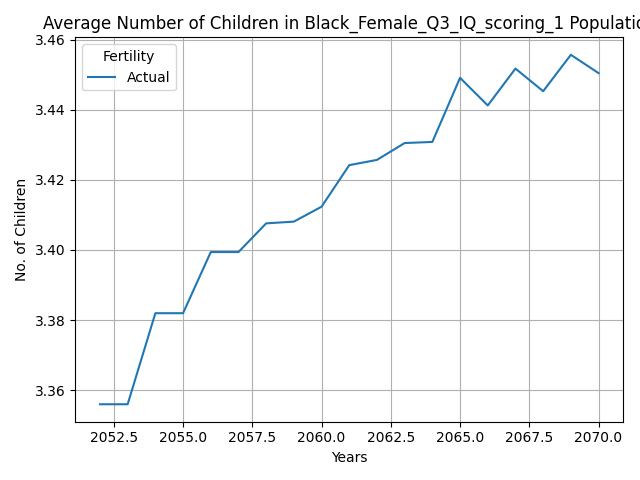 Average Number of Children in Black_Female_Q3_IQ_scoring_1 Populatio
3.46
Fertility
Actual
3.44
3.42
3.40
3.38
3.36
No. of Children
2052.5 2055.0 2057.5 2060.0 2062.5 2065.0 2067.5 2070.0
Years